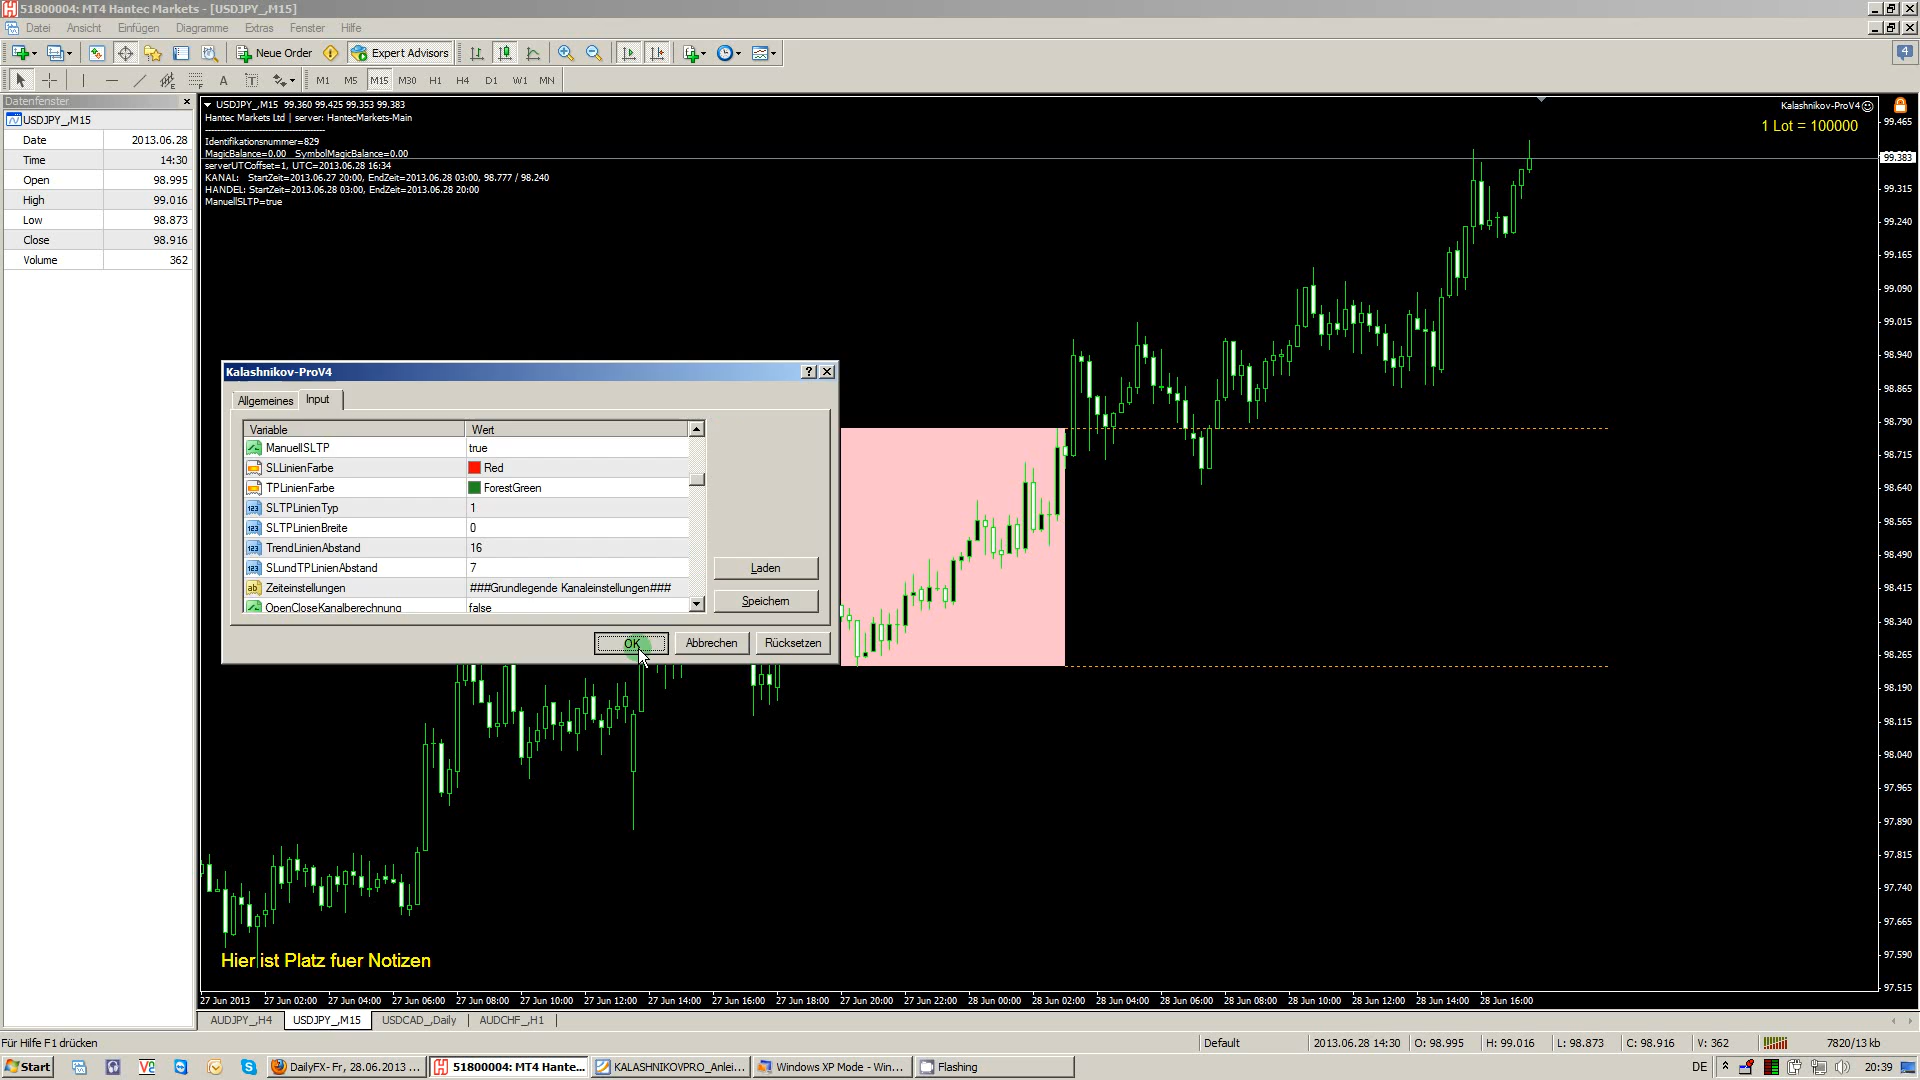 51800004: MT4 Hantec Markets - [USDJPY_,M15]
Datei Ansicht Einfügen Diagramme Extras Fenster Hilfe
Neue Order Expert Advisors
4
A T M1 M5 M15 M30 H1 H4 D1 W1 MN
Datenfenster
USDJPY_,M15
Date 2013.06.28
Time 14:30
Open 98.995
High 99.016
Low 98.873
Close 98.916
Volume 362
USDJPY_,M15 99.360 99.425 99.353 99.383
Hantec Markets Ltd | server: HantecMarkets-Main
Identifikationsnummer=829
MagicBalance=0.00 SymbolMagicBalance=0.00
serverUTCoffset=1, UTC=2013.06.28 16:34
KANAL: StartZeit=2013.06.27 20:00, EndZeit=2013.06.28 03:00, 98.777 / 98.240
HANDEL: StartZeit=2013.06.28 03:00, EndZeit=2013.06.28 20:00
ManuellSLTP=true
Kalashnikov-ProV4
1 Lot = 100000
99.465
99.383
99.315
99.240
99.165
99.090
99.015
98.940
98.865
98.790
98.715
98.640
98.565
98.490
98.415
98.340
98.265
98.190
98.115
98.040
97.965
97.890
97.815
97.740
97.665
97.590
97.515
Kalashnikov-ProV4
Allgemeines Input
Variable Wert
ManuellSLTP true
SLLinienFarbe Red
TPLinienFarbe ForestGreen
SLTPLinienTyp 1
SLTPLinienBreite 0
TrendLinienAbstand 16
SLundTPLinienAbstand 7
Zeiteinstellungen ###Grundlegende Kanaleinstellungen###
OpenCloseKanalberechnung false
Laden
Speichern
OK Abbrechen Rücksetzen
Hier ist Platz fuer Notizen
27 Jun 2013 27 Jun 02:00 27 Jun 04:00 27 Jun 06:00 27 Jun 08:00 27 Jun 10:00 27 Jun 12:00 27 Jun 14:00 27 Jun 16:00 27 Jun 18:00 27 Jun 20:00 27 Jun 22:00 28 Jun 00:00 28 Jun 02:00 28 Jun 04:00 28 Jun 06:00 28 Jun 08:00 28 Jun 10:00 28 Jun 12:00 28 Jun 14:00 28 Jun 16:00
AUDJPY_,H4 USDJPY_,M15 USDCAD_,Daily AUDCHF_,H1
Für Hilfe F1 drücken Default 2013.06.28 14:30 O: 98.995 H: 99.016 L: 98.873 C: 98.916 V: 362 7820/13 kb
Start DailyFX- Fr, 28.06.2013 ... 51800004: MT4 Hante... KALASHNIKOVPRO_Anlei... Windows XP Mode - Win... Flashing DE 20:39